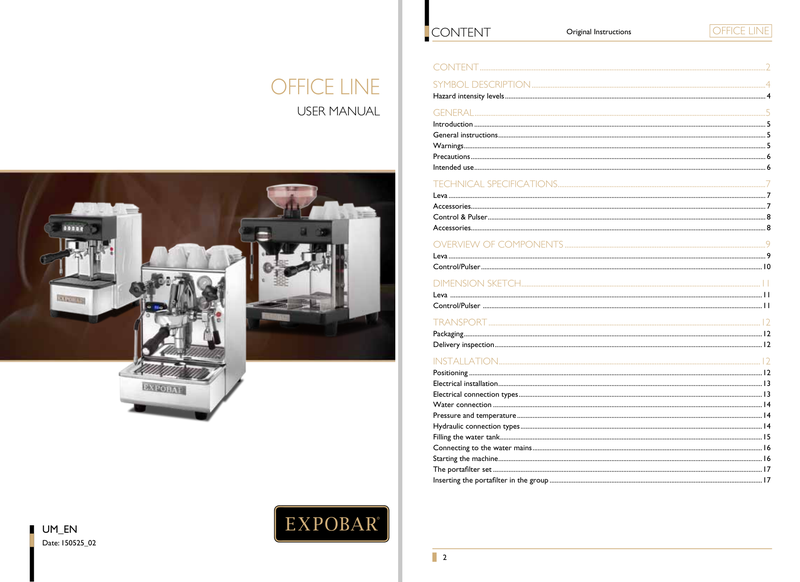 OFFICE LINE
USER MANUAL
EXPOBAR
EXPOBAR
EXPOBAR
UM_EN
Date: 150525_02
CONTENT
Original Instructions
OFFICE LINE
CONTENT 2
SYMBOL DESCRIPTION 4
Hazard intensity levels 4
GENERAL 5
Introduction 5
General instructions 5
Warnings 5
Precautions 6
Intended use 6
TECHNICAL SPECIFICATIONS 7
Leva 7
Accessories 7
Control & Pulser 8
Accessories 8
OVERVIEW OF COMPONENTS 9
Leva 9
Control/Pulser 10
DIMENSION SKETCH 11
Leva 11
Control/Pulser 11
TRANSPORT 12
Packaging 12
Delivery inspection 12
INSTALLATION 12
Positioning 12
Electrical installation 13
Electrical connection types 13
Water connection 14
Pressure and temperature 14
Hydraulic connection types 14
Filling the water tank 15
Connecting to the water mains 16
Starting the machine 16
The portafilter set 17
Inserting the portafilter in the group 17
2